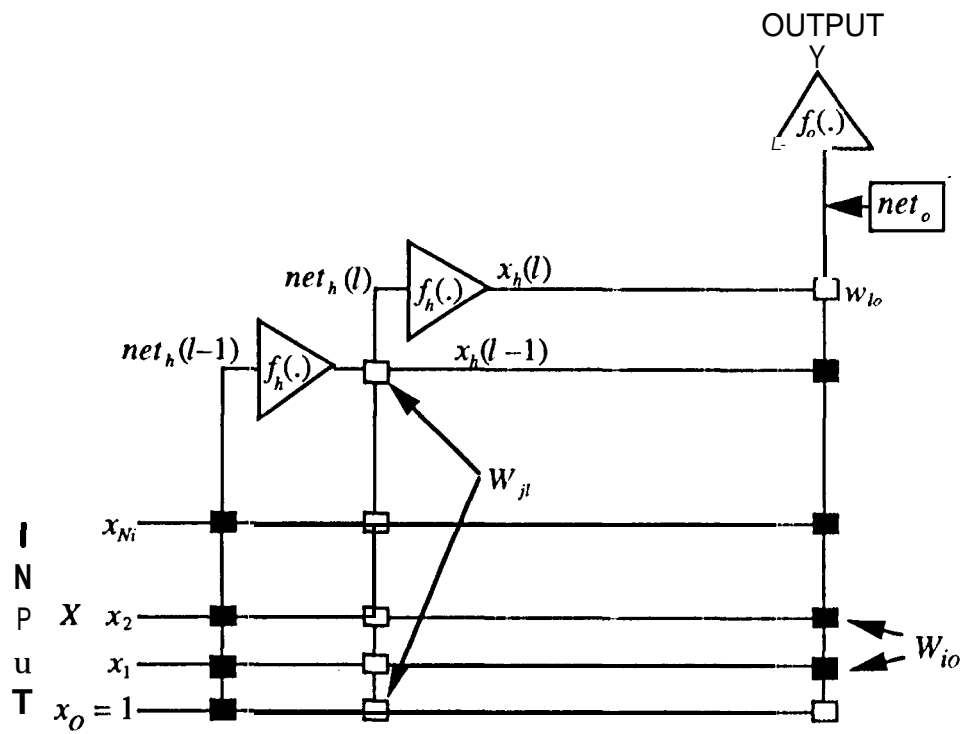 OUTPUT
Y
f_o(.)
net_o
net_h(l) f_h(.) x_h(l) w_lo
net_h(l-1) f_h(.) x_h(l-1)
W_jl
x_Ni
I
N
P X x_2
u x_1 W_io
T x_O = 1